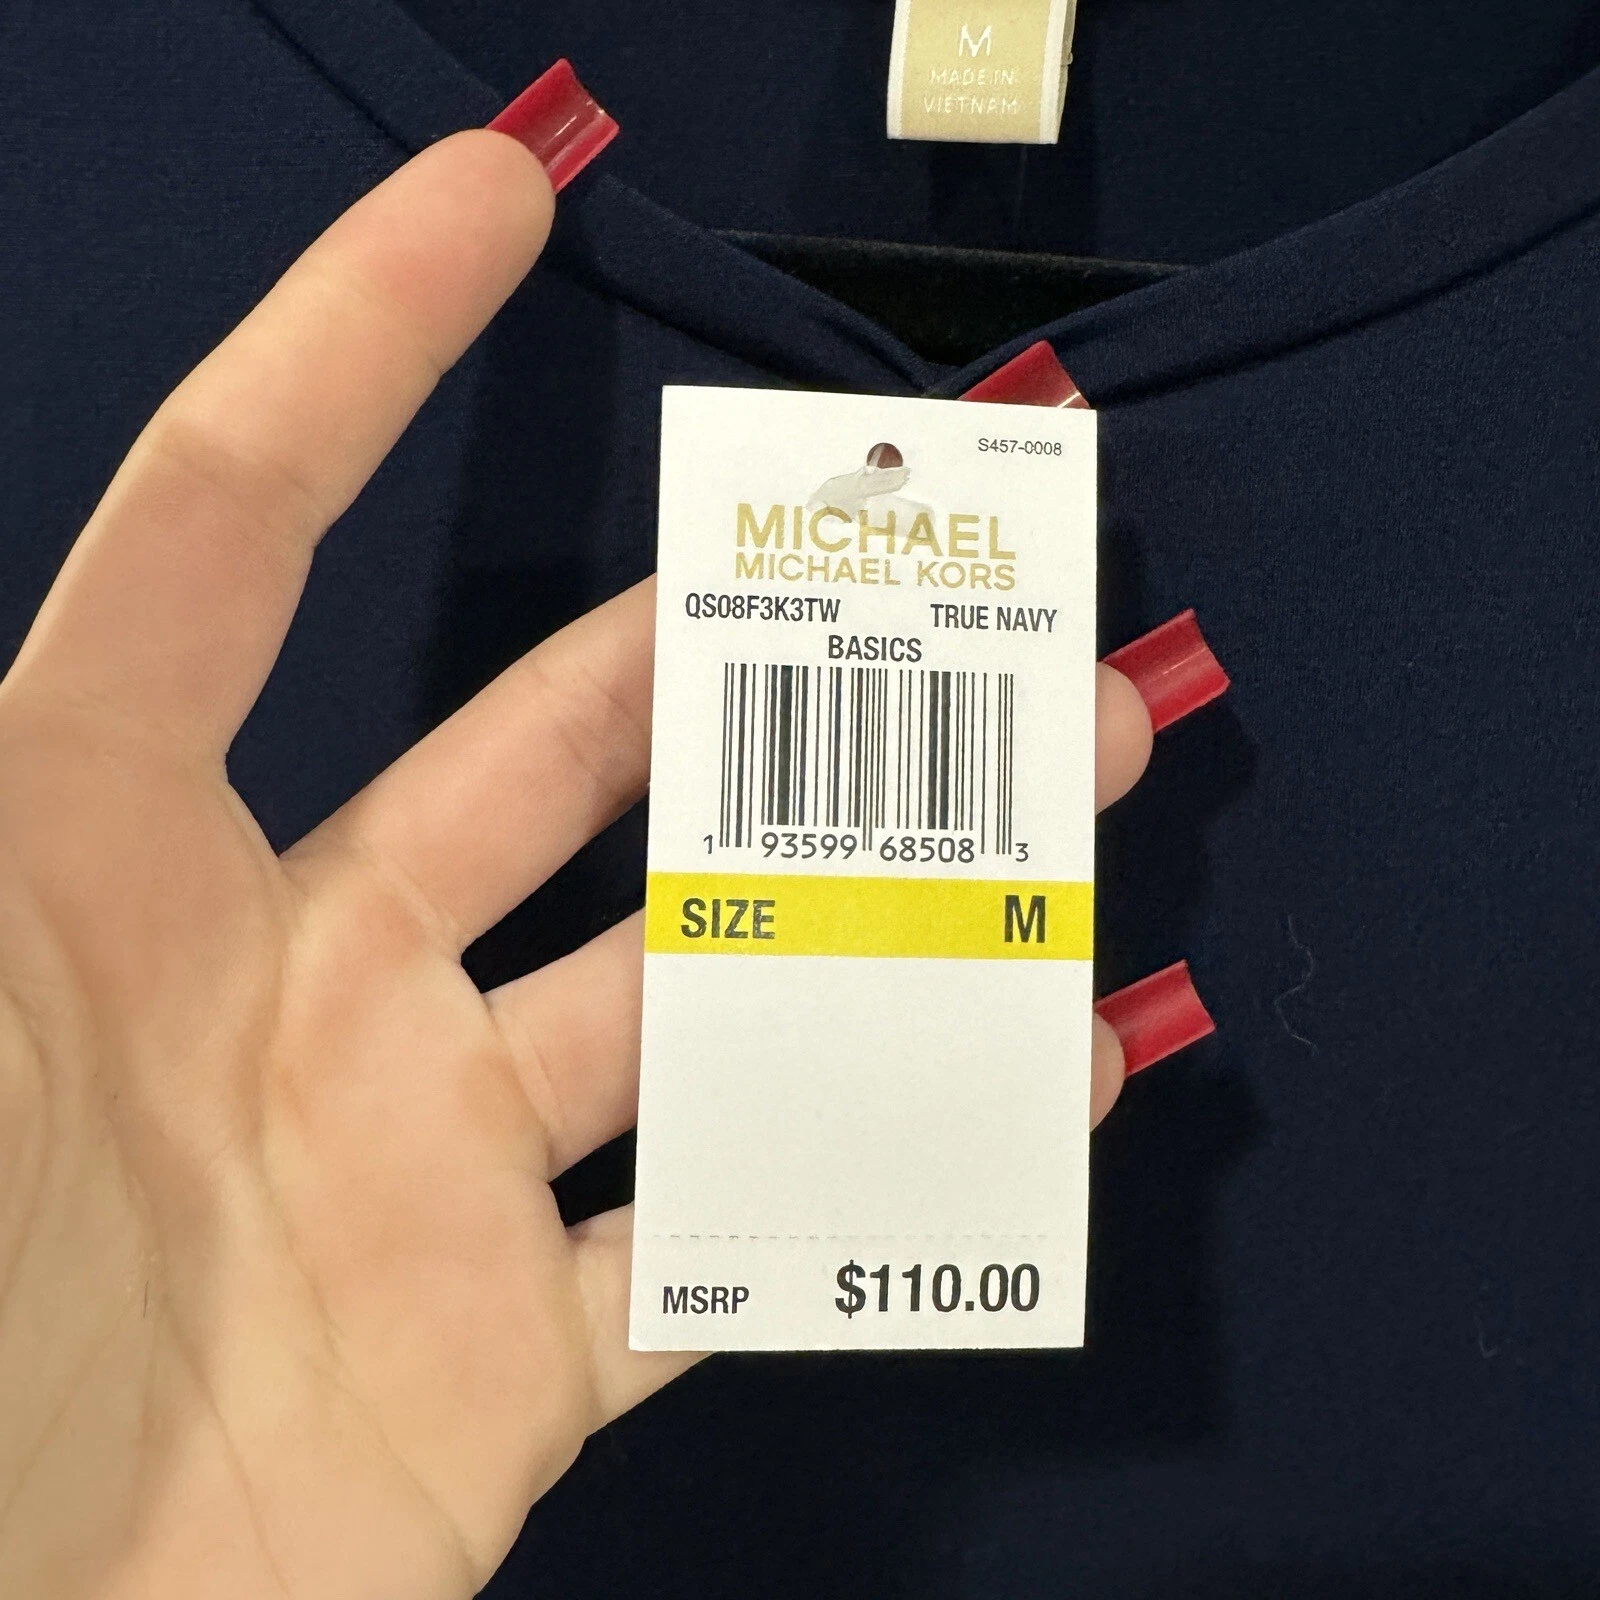 M
MADE IN
VIETNAM
S457-0008
MICHAEL
MICHAEL KORS
QS08F3K3TW TRUE NAVY
BASICS
1 93599 68508 3
SIZE M
MSRP $110.00